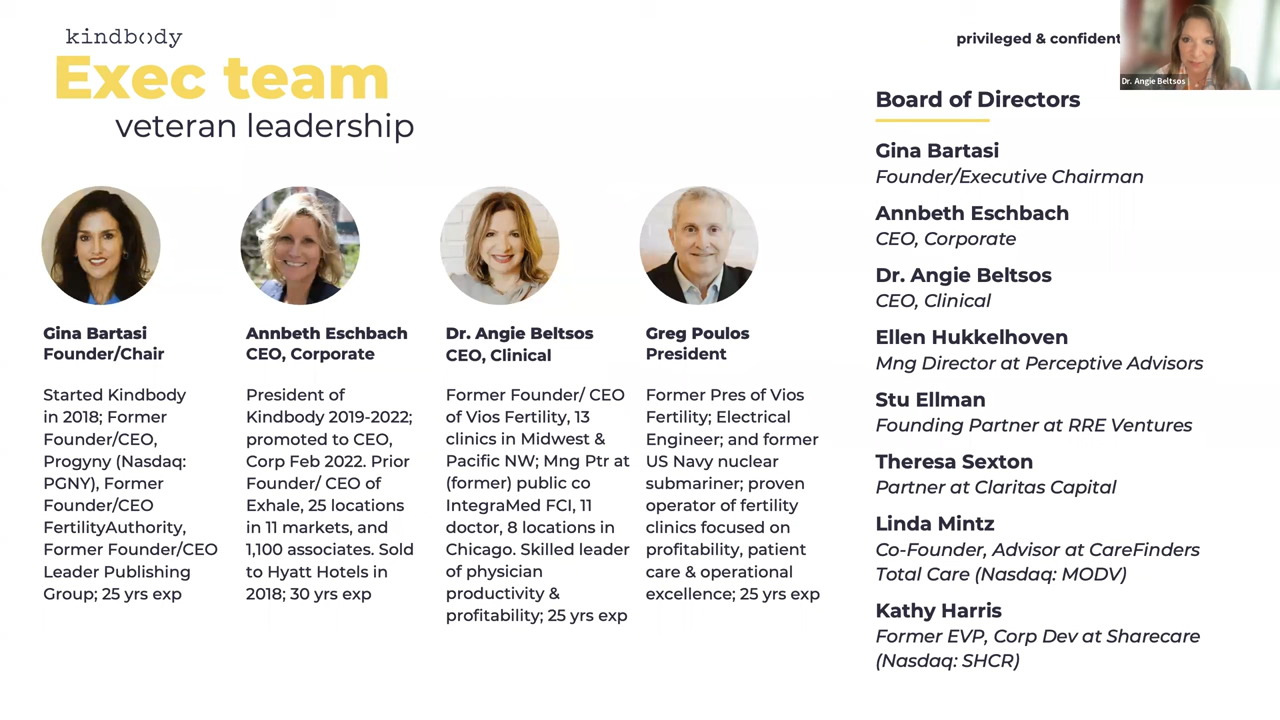 kindbody
Exec team
veteran leadership
privileged & confident
Dr. Angie Beltsos
Gina Bartasi
Founder/Chair
Started Kindbody
in 2018; Former
Founder/CEO,
Progyny (Nasdaq:
PGNY), Former
Founder/CEO
FertilityAuthority,
Former Founder/CEO
Leader Publishing
Group; 25 yrs exp
Annbeth Eschbach
CEO, Corporate
President of
Kindbody 2019-2022;
promoted to CEO,
Corp Feb 2022. Prior
Founder/ CEO of
Exhale, 25 locations
in 11 markets, and
1,100 associates. Sold
to Hyatt Hotels in
2018; 30 yrs exp
Dr. Angie Beltsos
CEO, Clinical
Former Founder/ CEO
of Vios Fertility, 13
clinics in Midwest &
Pacific NW; Mng Ptr at
(former) public co
IntegraMed FCI, 11
doctor, 8 locations in
Chicago. Skilled leader
of physician
productivity &
profitability; 25 yrs exp
Greg Poulos
President
Former Pres of Vios
Fertility; Electrical
Engineer; and former
US Navy nuclear
submariner; proven
operator of fertility
clinics focused on
profitability, patient
care & operational
excellence; 25 yrs exp
Board of Directors
Gina Bartasi
Founder/Executive Chairman
Annbeth Eschbach
CEO, Corporate
Dr. Angie Beltsos
CEO, Clinical
Ellen Hukkelhoven
Mng Director at Perceptive Advisors
Stu Ellman
Founding Partner at RRE Ventures
Theresa Sexton
Partner at Claritas Capital
Linda Mintz
Co-Founder, Advisor at CareFinders
Total Care (Nasdaq: MODV)
Kathy Harris
Former EVP, Corp Dev at Sharecare
(Nasdaq: SHCR)